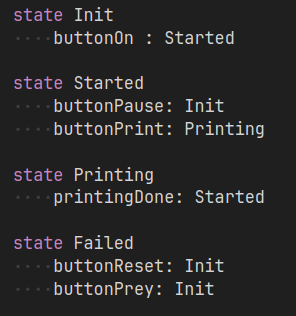 state Init
    buttonOn : Started

state Started
    buttonPause: Init
    buttonPrint: Printing

state Printing
    printingDone: Started

state Failed
    buttonReset: Init
    buttonPrey: Init